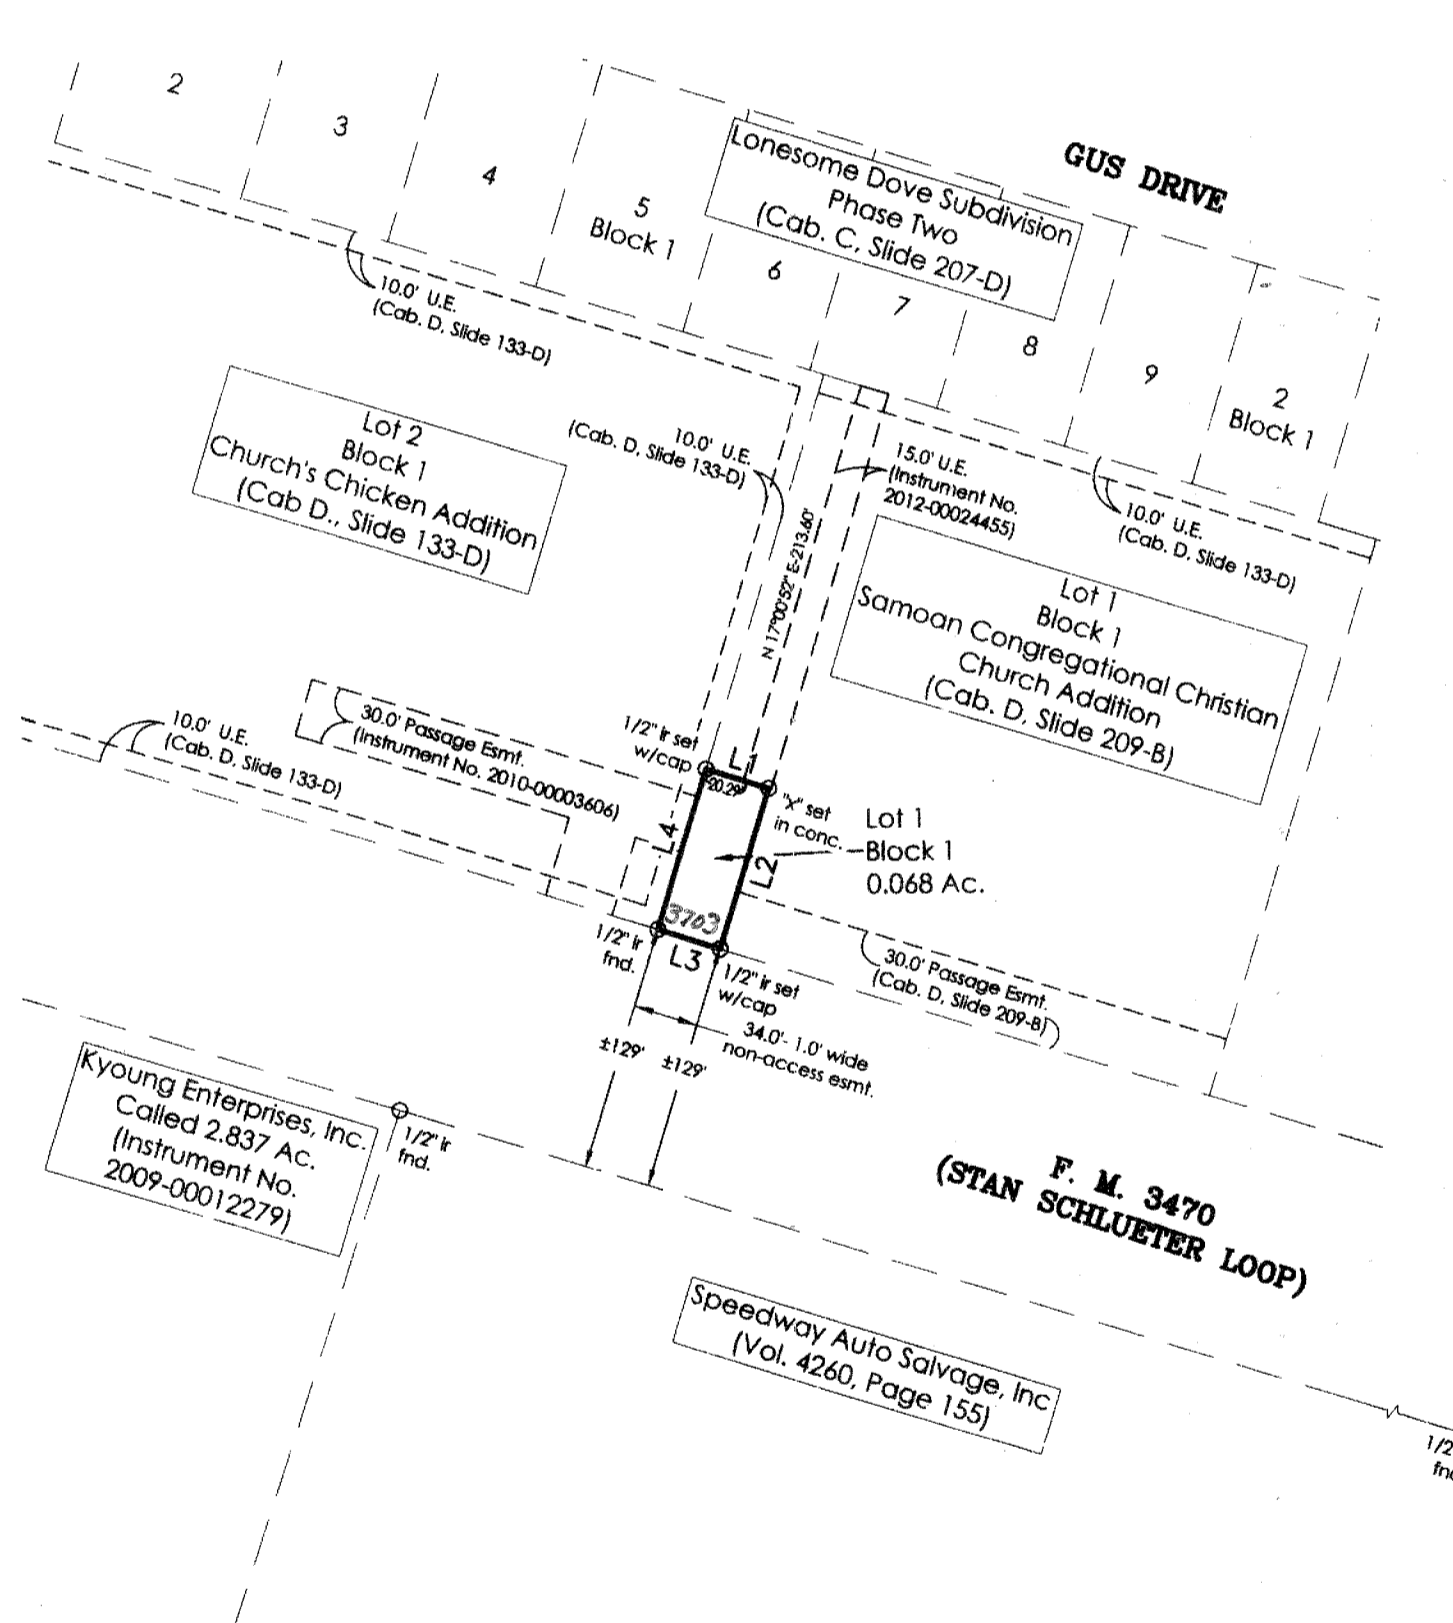 GUS DRIVE
2
3
4
5
Block 1
Lonesome Dove Subdivision
Phase Two
(Cab. C, Slide 207-D)
6
7
8
9
2
Block 1
10.0' U.E.
(Cab. D, Slide 133-D)
Lot 2
Block 1
Church's Chicken Addition
(Cab D., Slide 133-D)
10.0' U.E.
(Cab. D, Slide 133-D)
15.0' U.E.
(Instrument No.
2012-00024455)
10.0' U.E.
(Cab. D, Slide 133-D)
N 17°00'52" E-213.60'
Lot 1
Block 1
Samoan Congregational Christian
Church Addition
(Cab. D, Slide 209-B)
30.0' Passage Esmt.
(Instrument No. 2010-00003606)
10.0' U.E.
(Cab. D, Slide 133-D)
1/2" ir set
w/cap
L1
20.29'
"X" set
in conc.
Lot 1
Block 1
0.068 Ac.
L4
L2
3703
L3
1/2" ir
fnd.
1/2" ir set
w/cap
30.0' Passage Esmt.
(Cab. D, Slide 209-B)
34.0'- 1.0' wide
non-access esmt.
±129'
±129'
Kyoung Enterprises, Inc.
Called 2.837 Ac.
(Instrument No.
2009-00012279)
1/2" ir
fnd.
F. M. 3470
(STAN SCHLUETER LOOP)
Speedway Auto Salvage, Inc
(Vol. 4260, Page 155)
1/2